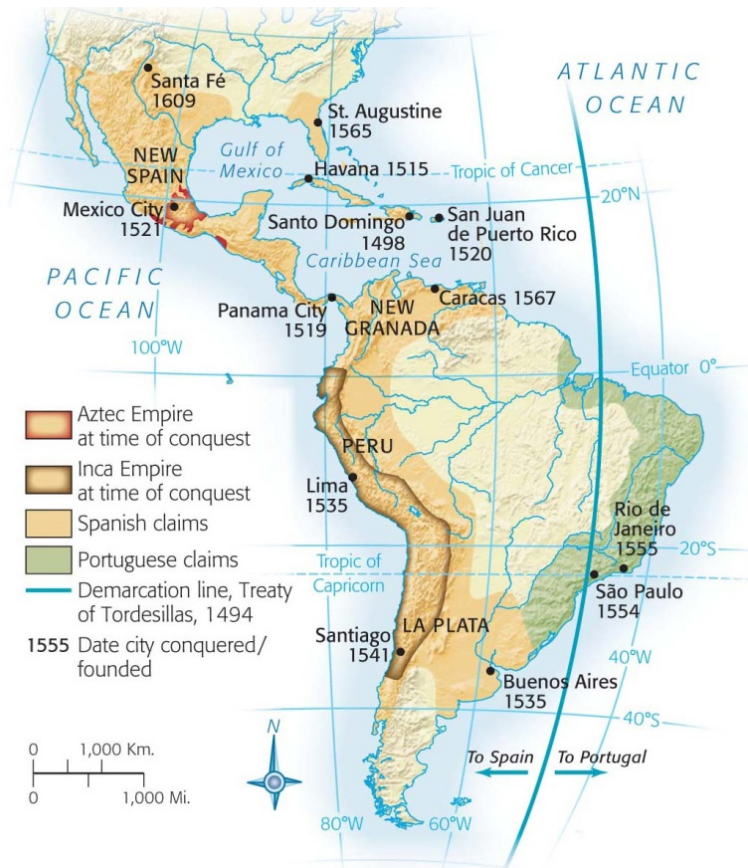 ATLANTIC
OCEAN
Santa Fé
1609
St. Augustine
1565
NEW
SPAIN
Gulf of
Mexico
Havana 1515
Tropic of Cancer
20°N
Mexico City
1521
Santo Domingo
1498
San Juan
de Puerto Rico
1520
Caribbean Sea
PACIFIC
OCEAN
Panama City
1519
NEW
GRANADA
Caracas 1567
100°W
Equator 0°
Aztec Empire
at time of conquest
Inca Empire
at time of conquest
Spanish claims
Portuguese claims
Demarcation line, Treaty
of Tordesillas, 1494
1555 Date city conquered/
founded
PERU
Lima
1535
Rio de
Janeiro
1555
20°S
Tropic of
Capricorn
São Paulo
1554
LA PLATA
Santiago
1541
40°W
Buenos Aires
1535
40°S
N
0 1,000 Km.
0 1,000 Mi.
To Spain To Portugal
80°W
60°W